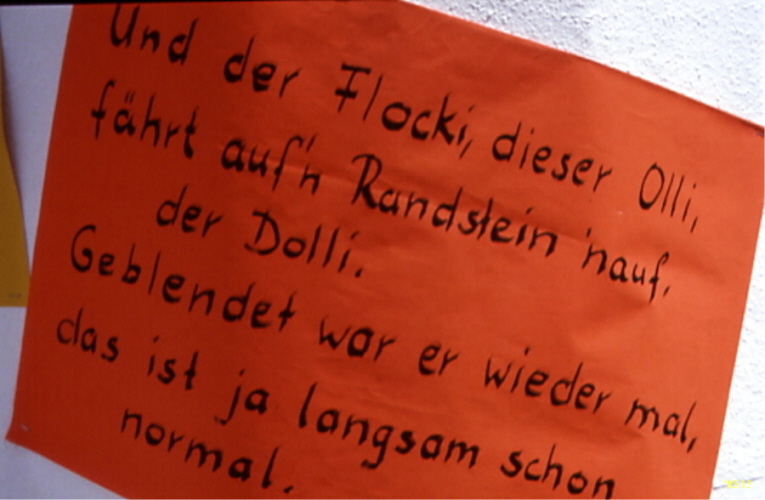 Und der Flocki, dieser Olli,
fährt auf'n Randstein 'nauf,
der Dolli.
Geblendet war er wieder mal,
das ist ja langsam schon
normal.